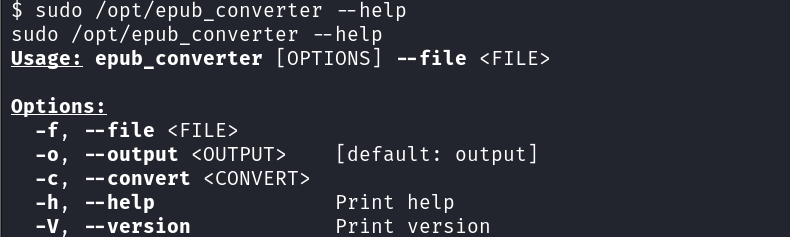 $ sudo /opt/epub_converter --help
sudo /opt/epub_converter --help
Usage: epub_converter [OPTIONS] --file <FILE>

Options:
  -f, --file <FILE>
  -o, --output <OUTPUT>    [default: output]
  -c, --convert <CONVERT>
  -h, --help               Print help
  -V, --version            Print version